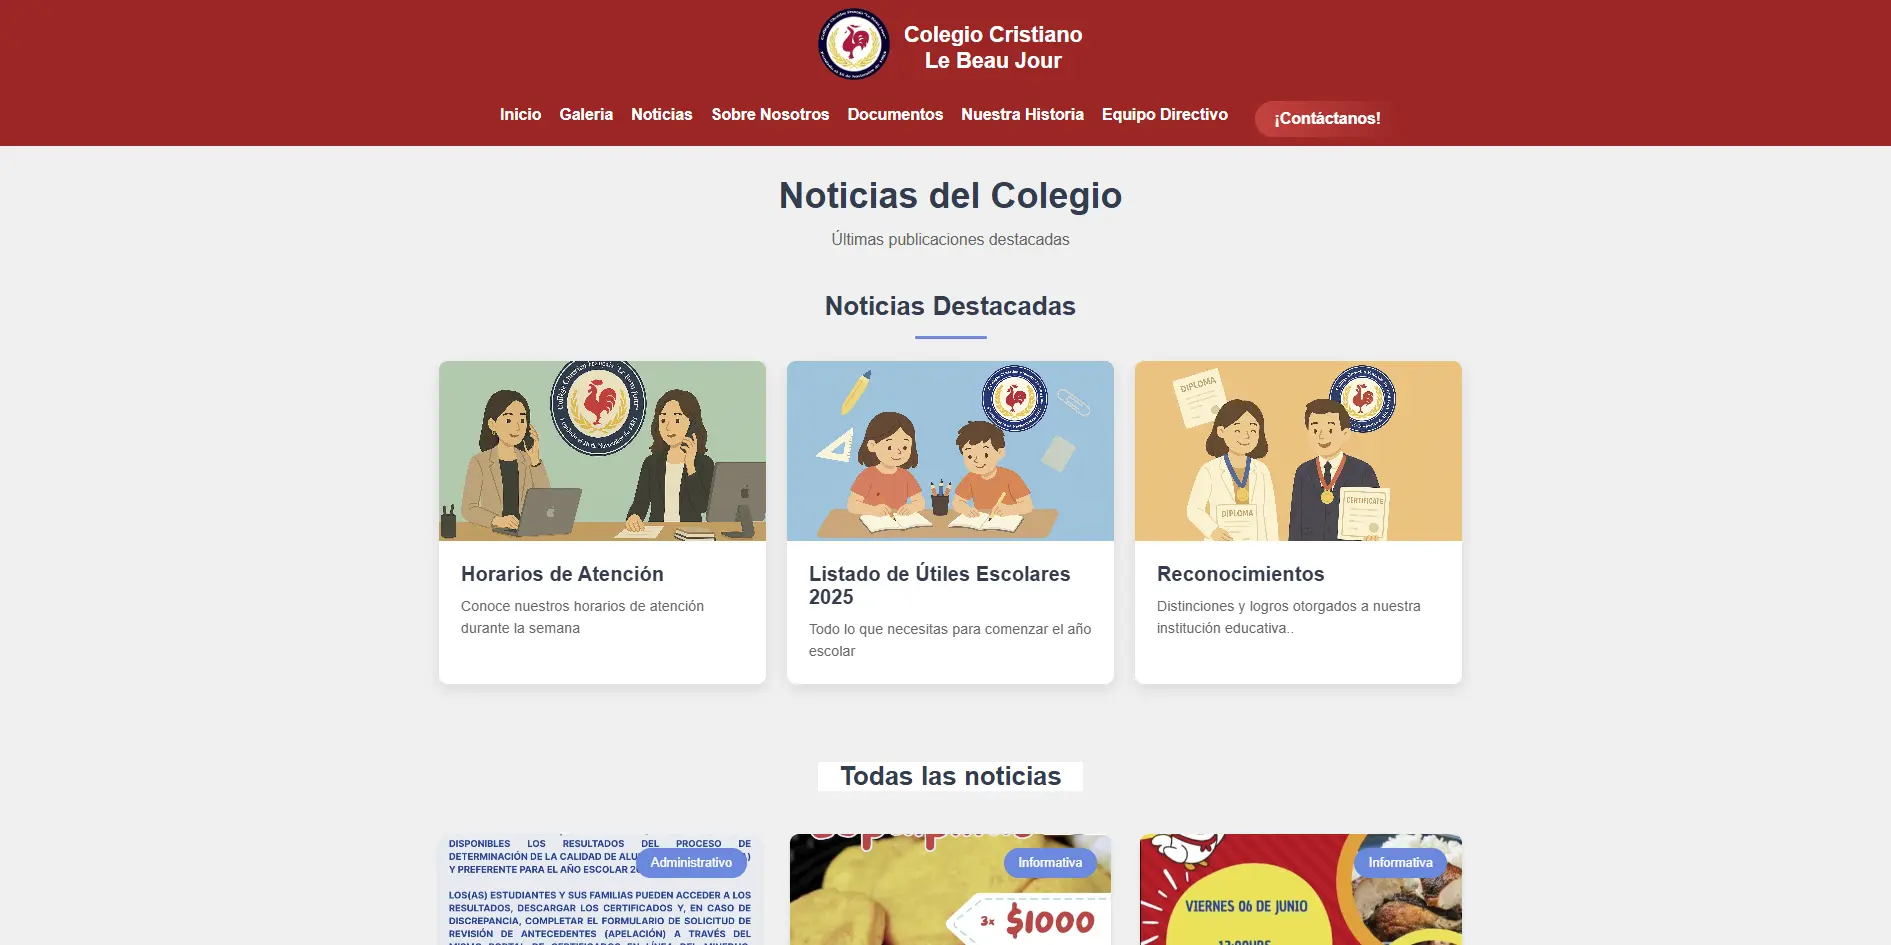 Colegio Cristiano
Le Beau Jour
Inicio Galeria Noticias Sobre Nosotros Documentos Nuestra Historia Equipo Directivo ¡Contáctanos!
Noticias del Colegio
Últimas publicaciones destacadas
Noticias Destacadas
DIPLOMA
DIPLOMA
CERTIFICATE
Horarios de Atención
Conoce nuestros horarios de atención
durante la semana
Listado de Útiles Escolares
2025
Todo lo que necesitas para comenzar el año
escolar
Reconocimientos
Distinciones y logros otorgados a nuestra
institución educativa..
Todas las noticias
Administrativo
DISPONIBLES LOS RESULTADOS DEL PROCESO DE
DETERMINACIÓN DE LA CALIDAD DE
Y PREFERENTE PARA EL AÑO ESCOLAR
LOS(AS) ESTUDIANTES Y SUS FAMILIAS PUEDEN ACCEDER A LOS
RESULTADOS, DESCARGAR LOS CERTIFICADOS Y, EN CASO DE
DISCREPANCIA, COMPLETAR EL FORMULARIO DE SOLICITUD DE
REVISIÓN DE ANTECEDENTES (APELACIÓN) A TRAVÉS DEL
Informativa
3x $1000
Informativa
VIERNES 06 DE JUNIO